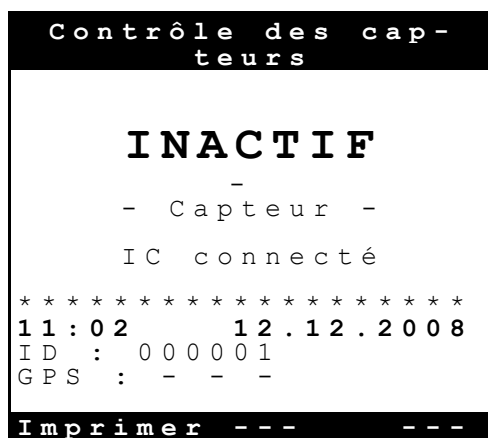 Contrôle des cap-
teurs
INACTIF
-
- Capteur -
IC connecté
* * * * * * * * * * * * * * * * * * *
11:02 12.12.2008
ID : 000001
GPS : - - -
Imprimer --- ---